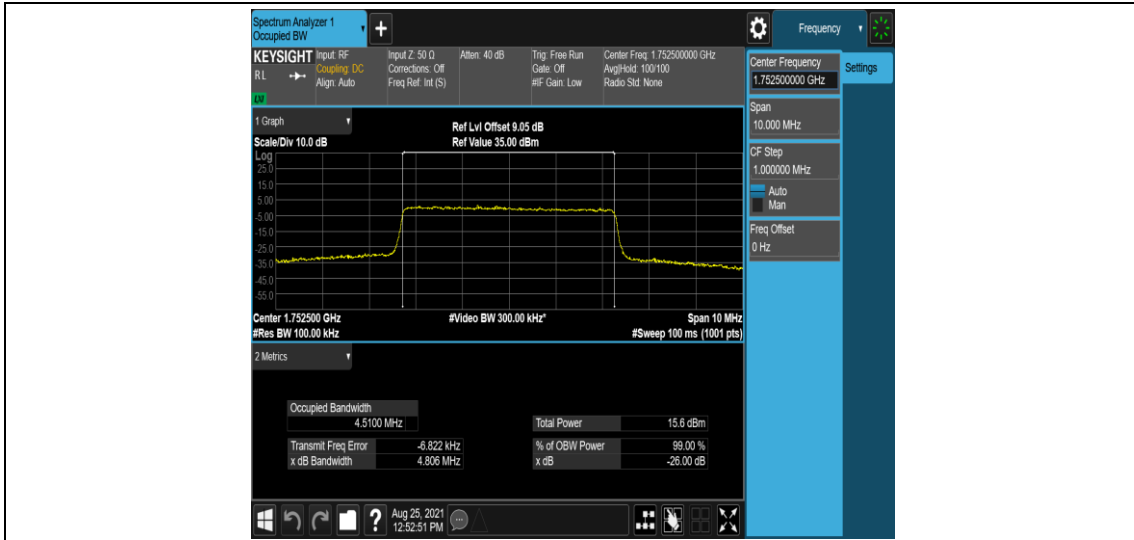 Spectrum Analyzer 1
Occupied BW
+
Frequency
KEYSIGHT
RL
LXI
Input: RF
Coupling: DC
Align: Auto
Input Z: 50 Ω
Corrections: Off
Freq Ref: Int (S)
Atten: 40 dB
Trig: Free Run
Gate: Off
#IF Gain: Low
Center Freq: 1.752500000 GHz
Avg|Hold: 100/100
Radio Std: None
Center Frequency
1.752500000 GHz
Settings
Span
10.000 MHz
CF Step
1.000000 MHz
Auto
Man
Freq Offset
0 Hz
1 Graph
Scale/Div 10.0 dB
Ref Lvl Offset 9.05 dB
Ref Value 35.00 dBm
Log
25.0
15.0
5.00
-5.00
-15.0
-25.0
-35.0
-45.0
-55.0
Center 1.752500 GHz
#Video BW 300.00 kHz*
Span 10 MHz
#Res BW 100.00 kHz
#Sweep 100 ms (1001 pts)
2 Metrics
Occupied Bandwidth
4.5100 MHz
Total Power 15.6 dBm
Transmit Freq Error -6.822 kHz
% of OBW Power 99.00 %
x dB Bandwidth 4.806 MHz
x dB -26.00 dB
?
Aug 25, 2021
12:52:51 PM